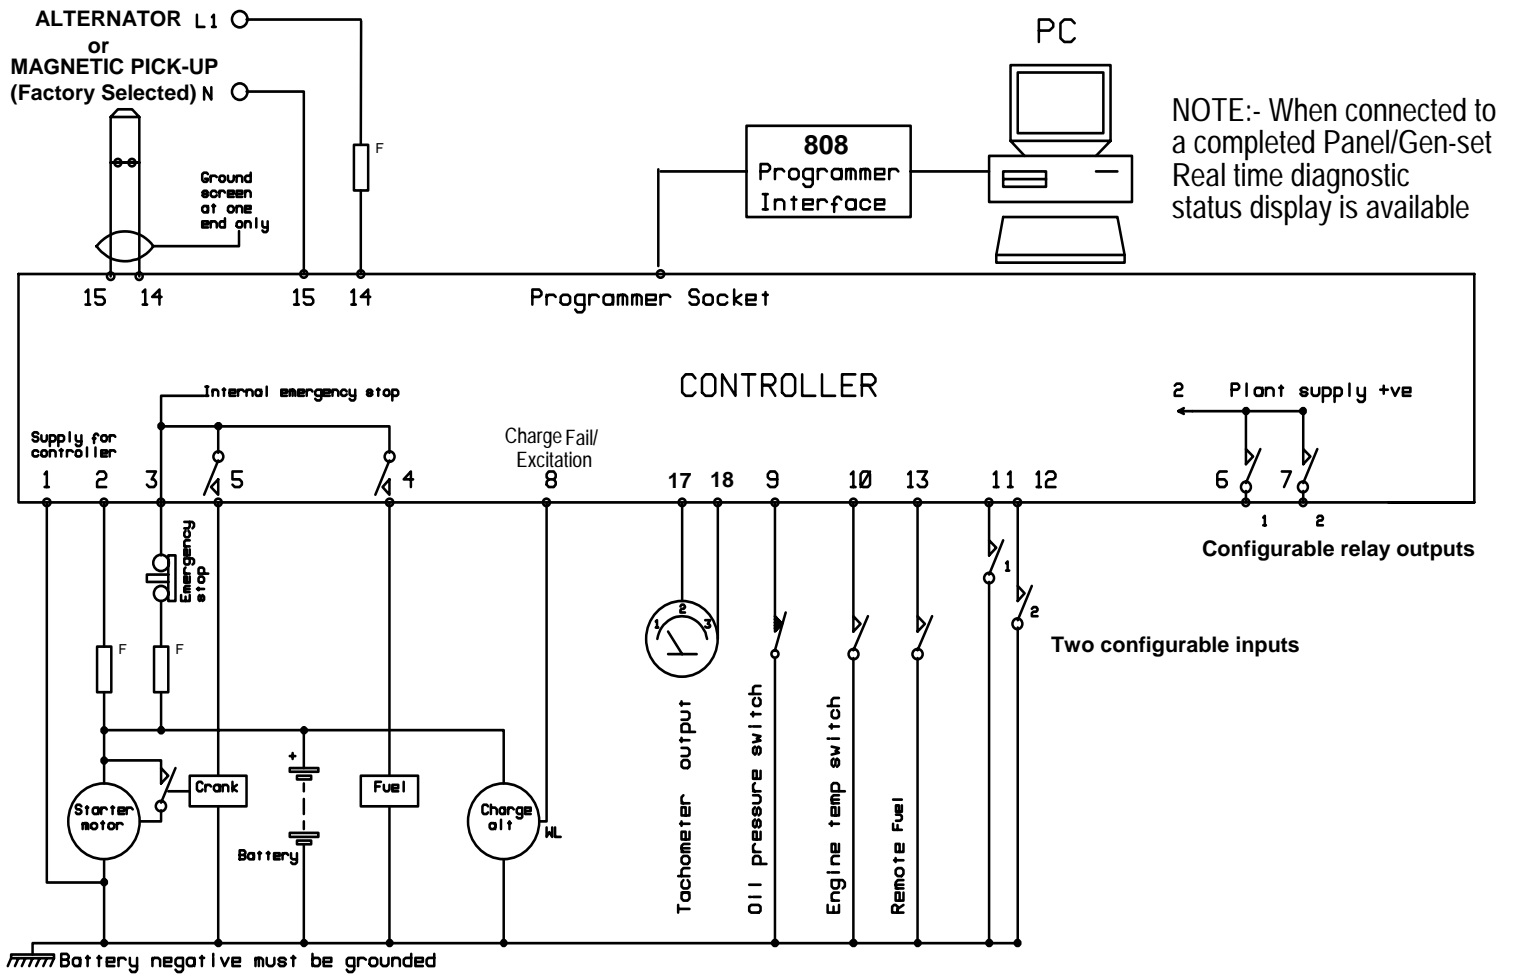 ALTERNATOR L1
or
MAGNETIC PICK-UP
(Factory Selected) N
F
Ground
screen
at one
end only
PC
808
Programmer
Interface
NOTE:- When connected to
a completed Panel/Gen-set
Real time diagnostic
status display is available
15 14 15 14 Programmer Socket
CONTROLLER
Internal emergency stop
2 Plant supply +ve
Supply for
controller
Charge Fail/
Excitation
1 2 3 5 4 8 17 18 9 10 13 11 12 6 7
1 2
Configurable relay outputs
Emergency
stop
1
2
F F
1 2 3
Two configurable inputs
Tachometer output
Oil pressure switch
Engine temp switch
Remote Fuel
+
Starter
motor
Crank
Battery
Fuel
Charge
alt
WL
Battery negative must be grounded